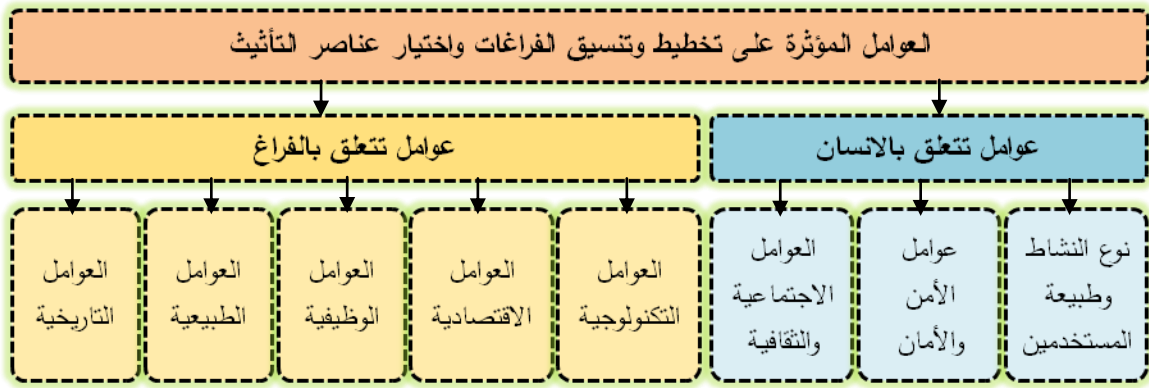 العوامل المؤثرة على تخطيط وتنسيق الفراغات واختيار عناصر التأثيث
عوامل تتعلق بالانسان
عوامل تتعلق بالفراغ
نوع النشاط
وطبيعة
المستخدمين
عوامل
الأمن
والأمان
العوامل
الاجتماعية
والثقافية
العوامل
التكنولوجية
العوامل
الاقتصادية
العوامل
الوظيفية
العوامل
الطبيعية
العوامل
التاريخية